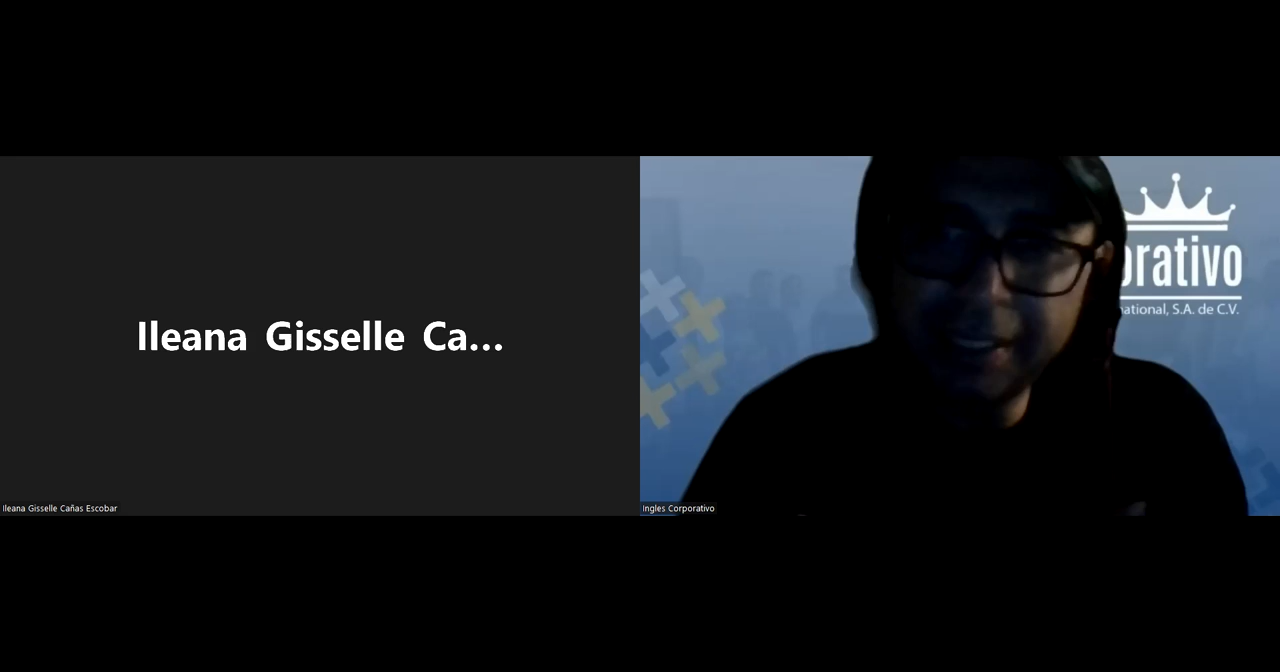 Ileana Gisselle Ca...
Ileana Gisselle Cañas Escobar
orativo
national, S.A. de C.V.
Ingles Corporativo